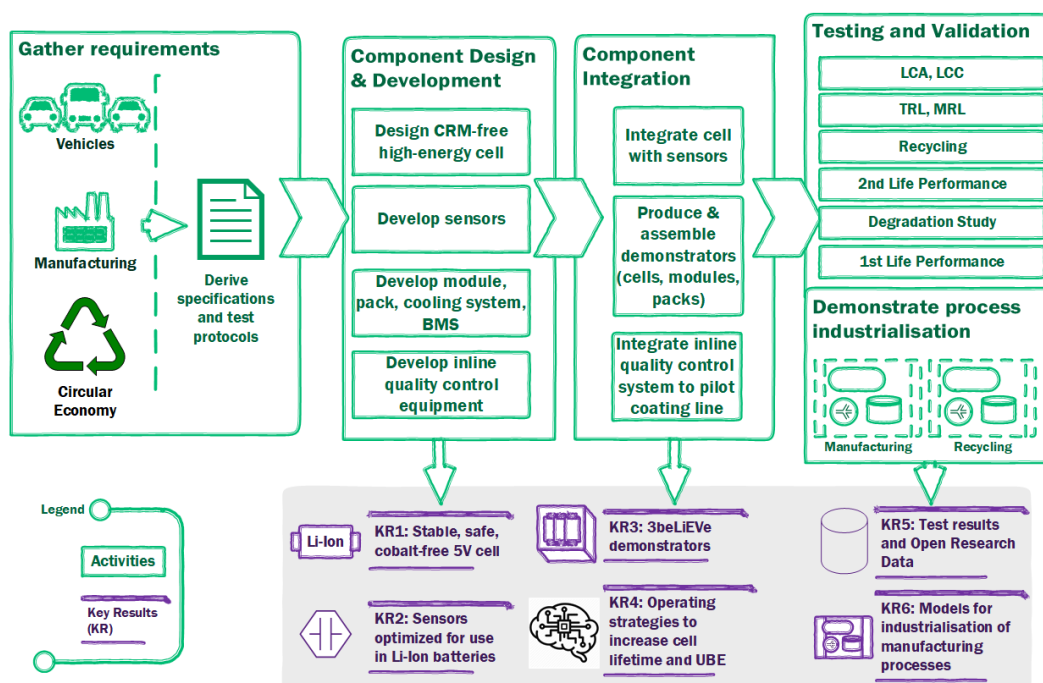 Gather requirements
Vehicles
Manufacturing
Circular
Economy
Derive
specifications
and test
protocols
Component Design
& Development
Design CRM-free
high-energy cell
Develop sensors
Develop module,
pack, cooling system,
BMS
Develop inline
quality control
equipment
Component
Integration
Integrate cell
with sensors
Produce &
assemble
demonstrators
(cells, modules,
packs)
Integrate inline
quality control
system to pilot
coating line
Testing and Validation
LCA, LCC
TRL, MRL
Recycling
2nd Life Performance
Degradation Study
1st Life Performance
Demonstrate process
industrialisation
Manufacturing
Recycling
Legend
Activities
Key Results
(KR)
Li-Ion
KR1: Stable, safe,
cobalt-free 5V cell
KR2: Sensors
optimized for use
in Li-Ion batteries
KR3: 3beLiEVe
demonstrators
KR4: Operating
strategies to
increase cell
lifetime and UBE
KR5: Test results
and Open Research
Data
KR6: Models for
industrialisation of
manufacturing
processes